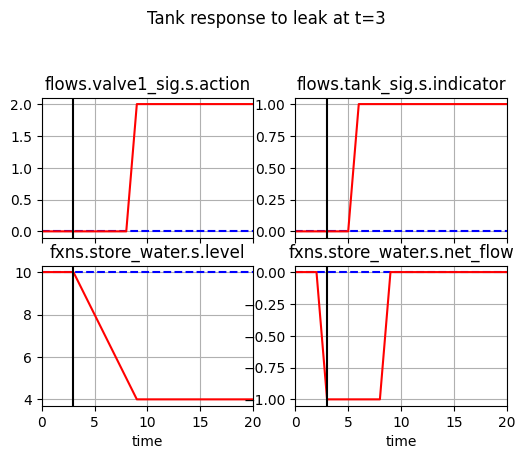 Tank response to leak at t=3
flows.valve1_sig.s.action
flows.tank_sig.s.indicator
2.0
1.5
1.0
0.5
0.0
1.00
0.75
0.50
0.25
0.00
fxns.store_water.s.level
fxns.store_water.s.net_flow
10
8
6
4
0 5 10 15 20
time
0.00
−0.25
−0.50
−0.75
−1.00
0 5 10 15 20
time